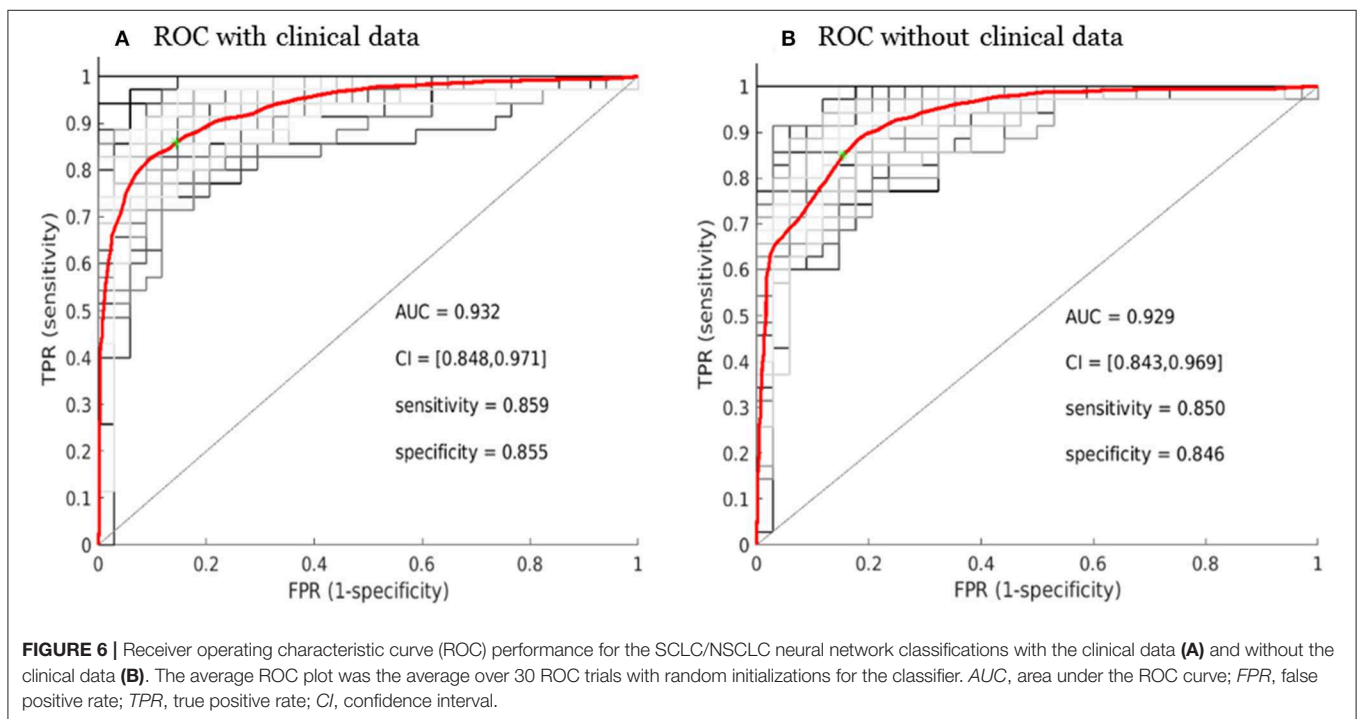 A ROC with clinical data
1
0.9
0.8
0.7
0.6
0.5
0.4
0.3
0.2
0.1
0
TPR (sensitivity)
AUC = 0.932
CI = [0.848,0.971]
sensitivity = 0.859
specificity = 0.855
0 0.2 0.4 0.6 0.8 1
FPR (1-specificity)
B ROC without clinical data
1
0.9
0.8
0.7
0.6
0.5
0.4
0.3
0.2
0.1
0
TPR (sensitivity)
AUC = 0.929
CI = [0.843,0.969]
sensitivity = 0.850
specificity = 0.846
0 0.2 0.4 0.6 0.8 1
FPR (1-specificity)
FIGURE 6 | Receiver operating characteristic curve (ROC) performance for the SCLC/NSCLC neural network classifications with the clinical data (A) and without the
clinical data (B). The average ROC plot was the average over 30 ROC trials with random initializations for the classifier. AUC, area under the ROC curve; FPR, false
positive rate; TPR, true positive rate; CI, confidence interval.